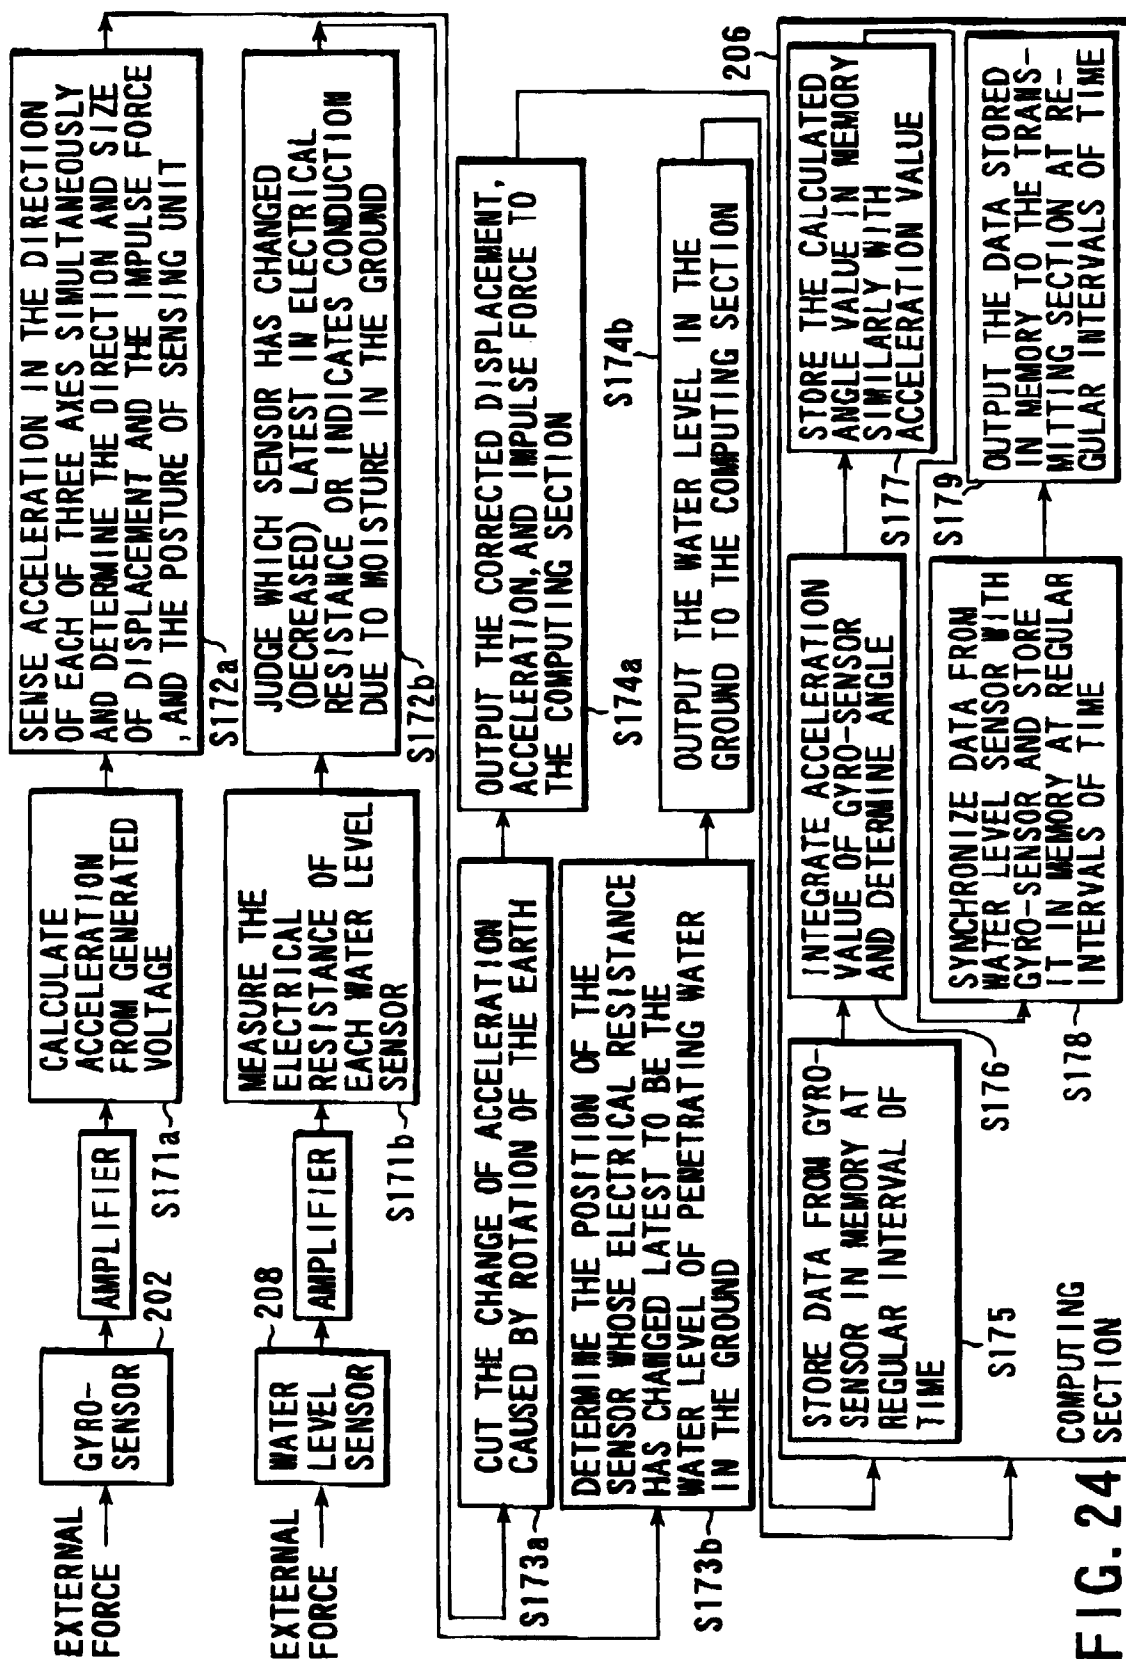 EXTERNAL
FORCE
GYRO-
SENSOR
202
AMPLIFIER
CALCULATE
ACCELERATION
FROM GENERATED
VOLTAGE
S171a
SENSE ACCELERATION IN THE DIRECTION
OF EACH OF THREE AXES SIMULTANEOUSLY
AND DETERMINE THE DIRECTION AND SIZE
OF DISPLACEMENT AND THE IMPULSE FORCE
,AND THE POSTURE OF SENSING UNIT
S172a
EXTERNAL
FORCE
208
WATER
LEVEL
SENSOR
AMPLIFIER
MEASURE THE
ELECTRICAL
RESISTANCE OF
EACH WATER LEVEL
SENSOR
S171b
JUDGE WHICH SENSOR HAS CHANGED
(DECREASED) LATEST IN ELECTRICAL
RESISTANCE OR INDICATES CONDUCTION
DUE TO MOISTURE IN THE GROUND
S172b
CUT THE CHANGE OF ACCELERATION
CAUSED BY ROTATION OF THE EARTH
S173a
OUTPUT THE CORRECTED DISPLACEMENT,
ACCELERATION,AND IMPULSE FORCE TO
THE COMPUTING SECTION
S174a
DETERMINE THE POSITION OF THE
SENSOR WHOSE ELECTRICAL RESISTANCE
HAS CHANGED LATEST TO BE THE
WATER LEVEL OF PENETRATING WATER
IN THE GROUND
S173b
S174b
OUTPUT THE WATER LEVEL IN THE
GROUND TO THE COMPUTING SECTION
206
STORE DATA FROM GYRO-
SENSOR IN MEMORY AT
REGULAR INTERVAL OF
TIME
S175
INTEGRATE ACCELERATION
VALUE OF GYRO-SENSOR
AND DETERMINE ANGLE
S176
STORE THE CALCULATED
ANGLE VALUE IN MEMORY
SIMILARLY WITH
ACCELERATION VALUE
S177
SYNCHRONIZE DATA FROM
WATER LEVEL SENSOR WITH
GYRO-SENSOR AND STORE
IT IN MEMORY AT REGULAR
INTERVALS OF TIME
S178
S179
OUTPUT THE DATA STORED
IN MEMORY TO THE TRANS-
MITTING SECTION AT RE-
GULAR INTERVALS OF TIME
COMPUTING
SECTION
FIG. 24